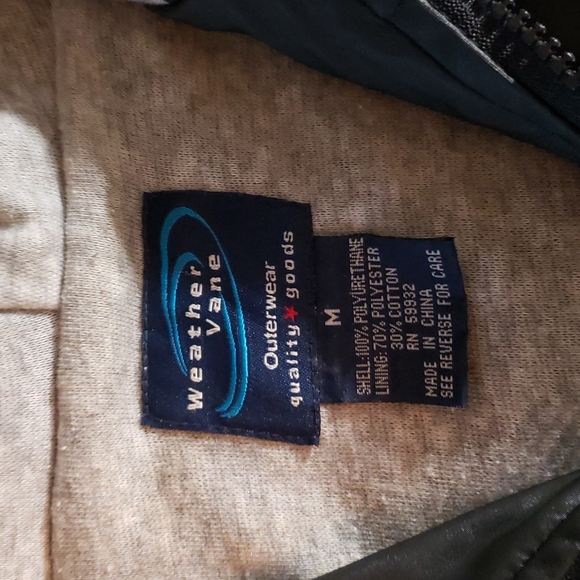 weather
Vane
Outerwear
quality★goods
M
SHELL:100% POLYURETHANE
LINING:70% POLYESTER
30% COTTON
RN 59932
MADE IN CHINA
SEE REVERSE FOR CARE